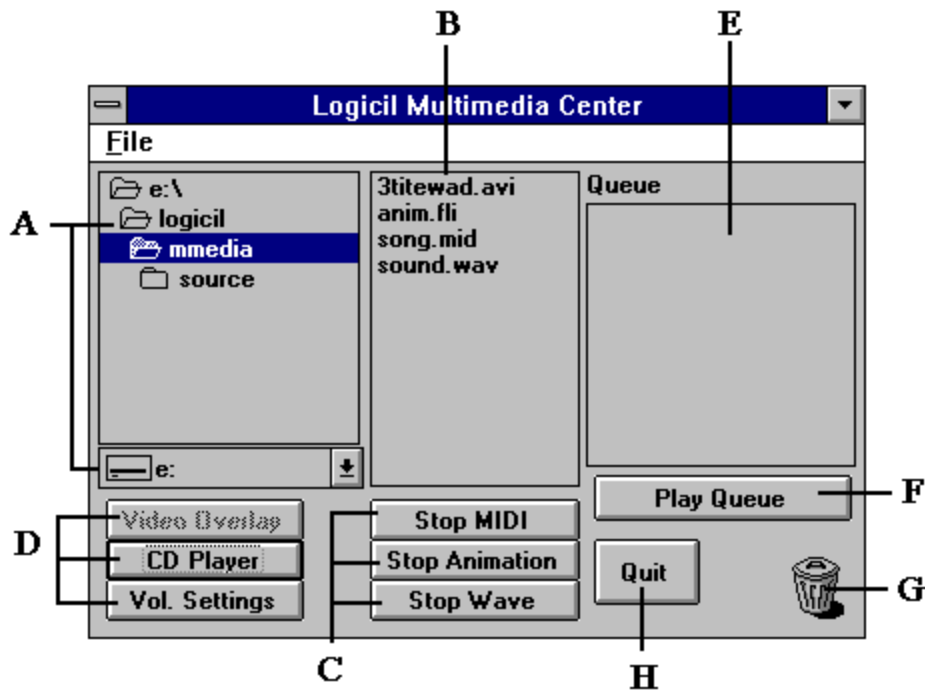 B
E
Logicil Multimedia Center
File
A
e:\
logicil
mmedia
source
e:
3titewad.avi
anim.fli
song.mid
sound.wav
Queue
Play Queue
F
D
Video Overlay
CD Player
Vol. Settings
Stop MIDI
Stop Animation
Stop Wave
Quit
G
C
H